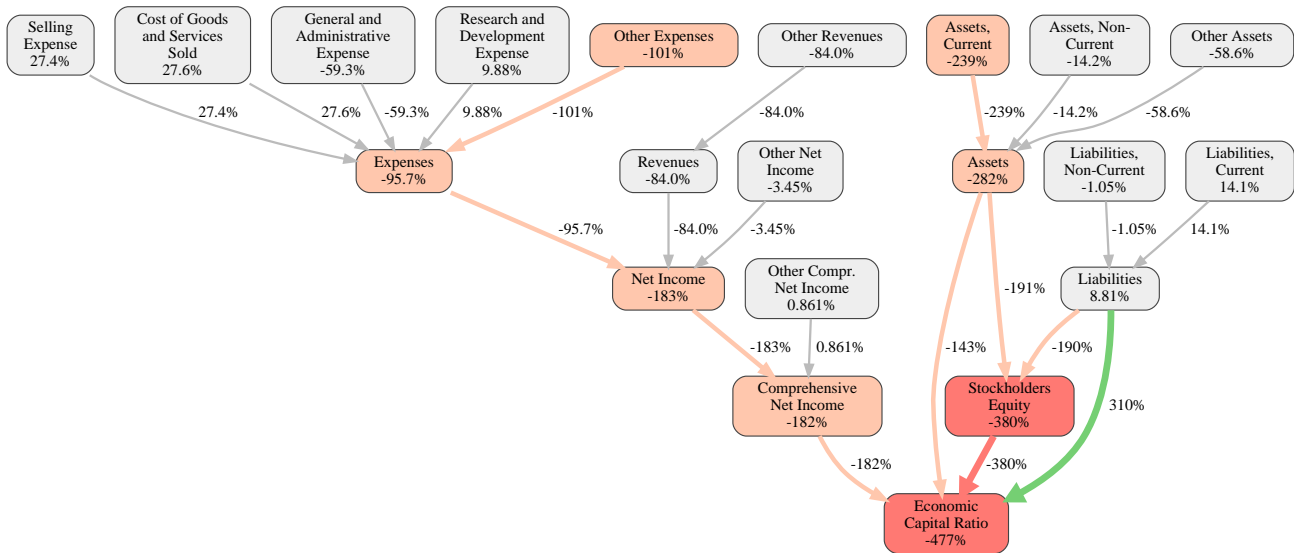 Selling
Expense
27.4%
Cost of Goods
and Services
Sold
27.6%
General and
Administrative
Expense
-59.3%
Research and
Development
Expense
9.88%
Other Expenses
-101%
Other Revenues
-84.0%
Assets,
Current
-239%
Assets, Non-
Current
-14.2%
Other Assets
-58.6%
27.4%
27.6%
-59.3%
9.88%
-101%
-84.0%
-239%
-14.2%
-58.6%
Expenses
-95.7%
Revenues
-84.0%
Other Net
Income
-3.45%
Assets
-282%
Liabilities,
Non-Current
-1.05%
Liabilities,
Current
14.1%
-95.7%
-84.0%
-3.45%
-1.05%
14.1%
Net Income
-183%
Other Compr.
Net Income
0.861%
-191%
Liabilities
8.81%
-183%
0.861%
-143%
-190%
Comprehensive
Net Income
-182%
Stockholders
Equity
-380%
310%
-182%
-380%
Economic
Capital Ratio
-477%